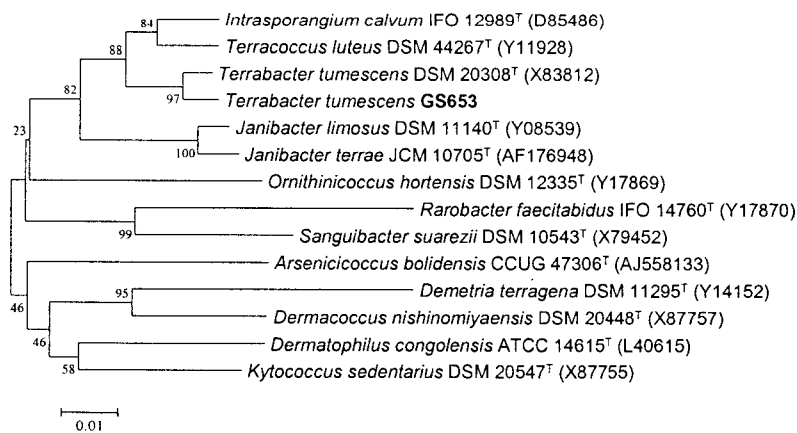 84
Intrasporangium calvum IFO 12989ᵀ (D85486)
88
Terracoccus luteus DSM 44267ᵀ (Y11928)
Terrabacter tumescens DSM 20308ᵀ (X83812)
82
97
Terrabacter tumescens GS653
23
Janibacter limosus DSM 11140ᵀ (Y08539)
100
Janibacter terrae JCM 10705ᵀ (AF176948)
Ornithinicoccus hortensis DSM 12335ᵀ (Y17869)
Rarobacter faecitabidus IFO 14760ᵀ (Y17870)
99
Sanguibacter suarezii DSM 10543ᵀ (X79452)
Arsenicicoccus bolidensis CCUG 47306ᵀ (AJ558133)
46
95
Demetria terragena DSM 11295ᵀ (Y14152)
Dermacoccus nishinomiyaensis DSM 20448ᵀ (X87757)
46
Dermatophilus congolensis ATCC 14615ᵀ (L40615)
58
Kytococcus sedentarius DSM 20547ᵀ (X87755)
0.01